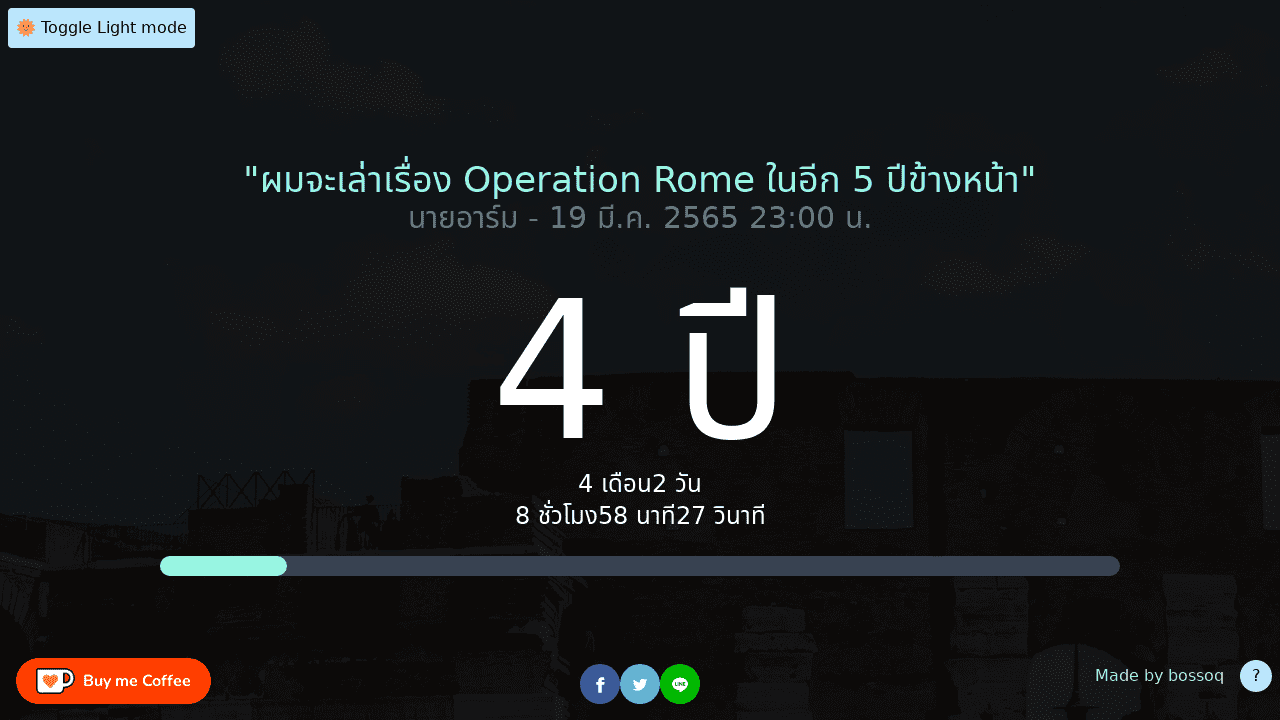 Toggle Light mode
"ผมจะเล่าเรื่อง Operation Rome ในอีก 5 ปีข้างหน้า"
นายอาร์ม - 19 มี.ค. 2565 23:00 น.
4 ปี
4 เดือน2 วัน
8 ชั่วโมง58 นาที27 วินาที
Buy me Coffee
LINE
Made by bossoq
?